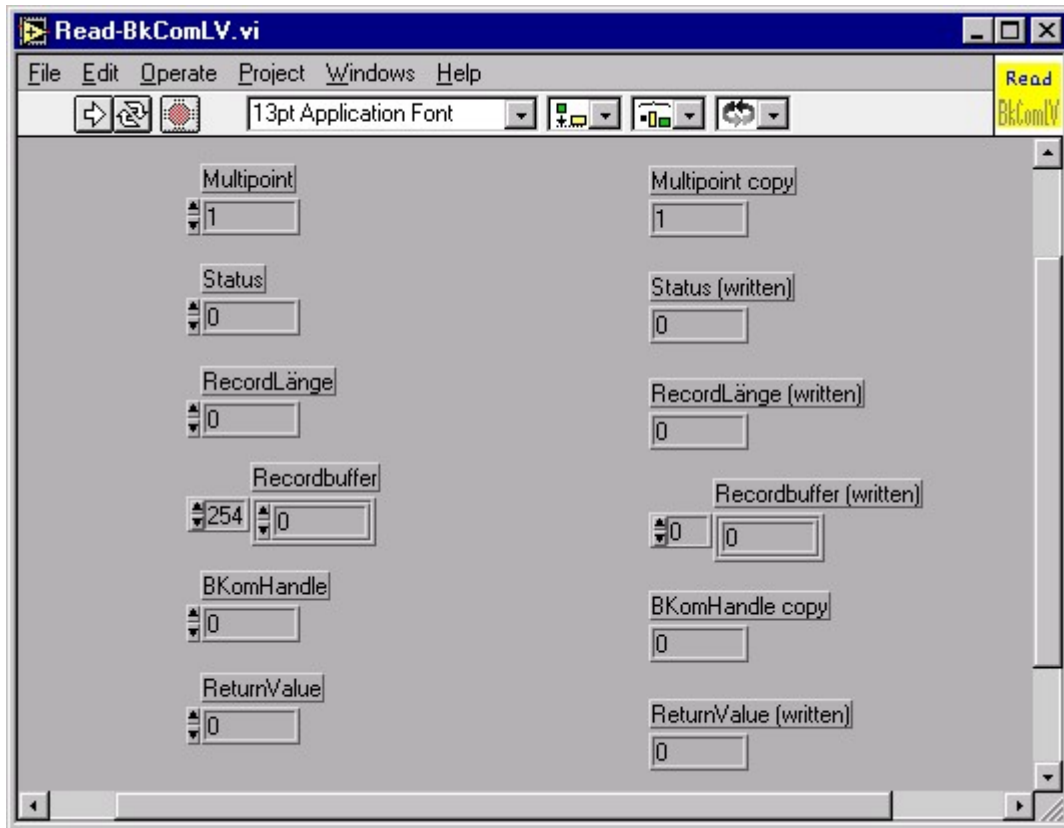 Read-BkComLV.vi
File Edit Operate Project Windows Help
Read
BkComLV
13pt Application Font
Multipoint
1
Multipoint copy
1
Status
0
Status (written)
0
RecordLänge
0
RecordLänge (written)
0
Recordbuffer
254 0
Recordbuffer (written)
0 0
BKomHandle
0
BKomHandle copy
0
ReturnValue
0
ReturnValue (written)
0